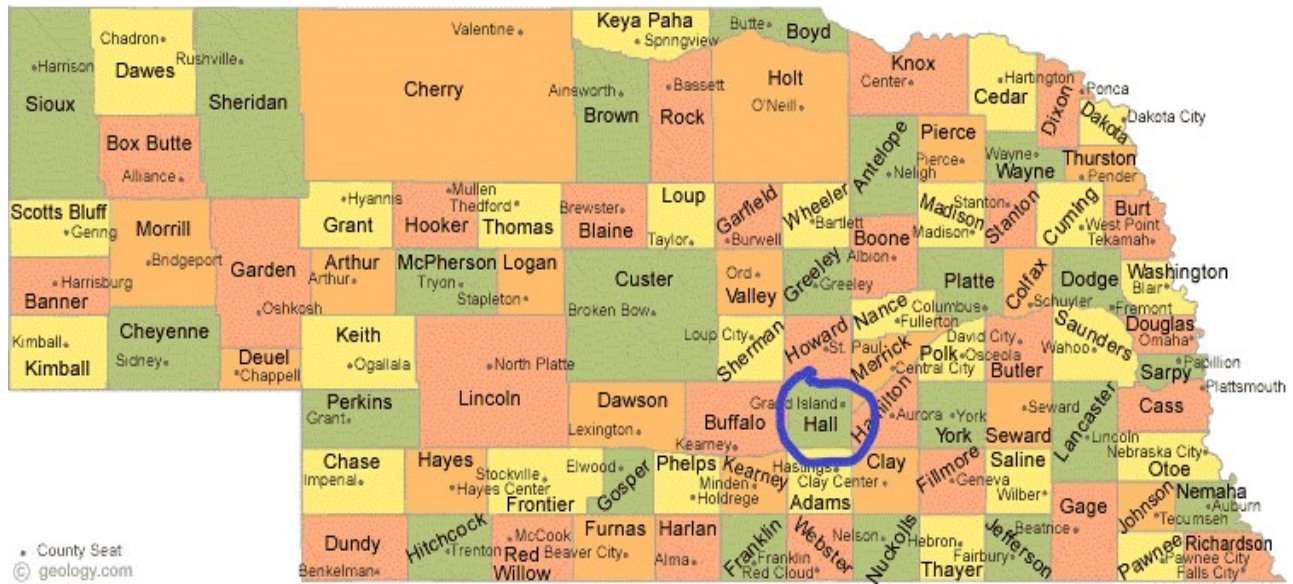 Keya Paha
Springview
Butte
Boyd
Valentine
Cherry
Chadron
Dawes
Rushville
Sheridan
Harrison
Sioux
Box Butte
Alliance
Ainsworth
Brown
Bassett
Rock
Holt
O'Neill
Knox
Center
Hartington
Cedar
Dixon
Ponca
Dakota
Dakota City
Antelope
Neligh
Pierce
Pierce
Wayne
Wayne
Thurston
Pender
Scotts Bluff
Gering
Morrill
Bridgeport
Garden
Oshkosh
Hyannis
Grant
Mullen
Hooker
Thedford
Thomas
Brewster
Blaine
Loup
Taylor
Garfield
Burwell
Wheeler
Bartlett
Boone
Albion
Madison
Madison
Stanton
Stanton
Cuming
West Point
Burt
Tekamah
Harrisburg
Banner
Arthur
Arthur
McPherson
Tryon
Logan
Stapleton
Custer
Broken Bow
Ord
Valley
Greeley
Greeley
Platte
Columbus
Colfax
Schuyler
Dodge
Fremont
Washington
Blair
Kimball
Kimball
Cheyenne
Sidney
Deuel
Chappell
Keith
Ogallala
North Platte
Lincoln
Loup City
Sherman
Howard
St. Paul
Nance
Fullerton
Merrick
Central City
Polk
Osceola
David City
Butler
Saunders
Wahoo
Douglas
Omaha
Papillion
Sarpy
Plattsmouth
Cass
Perkins
Grant
Dawson
Lexington
Buffalo
Kearney
Grand Island
Hall
Hamilton
Aurora
York
York
Seward
Seward
Lancaster
Lincoln
Nebraska City
Otoe
Chase
Imperial
Hayes
Hayes Center
Stockville
Frontier
Elwood
Gosper
Phelps
Holdrege
Kearney
Minden
Hastings
Adams
Clay
Clay Center
Fillmore
Geneva
Saline
Wilber
Gage
Beatrice
Johnson
Tecumseh
Nemaha
Auburn
Dundy
Benkelman
Hitchcock
Trenton
McCook
Red
Willow
Furnas
Beaver City
Harlan
Alma
Franklin
Franklin
Webster
Red Cloud
Nelson
Nuckolls
Hebron
Thayer
Fairbury
Jefferson
Pawnee
Pawnee City
Richardson
Falls City
County Seat
© geology.com